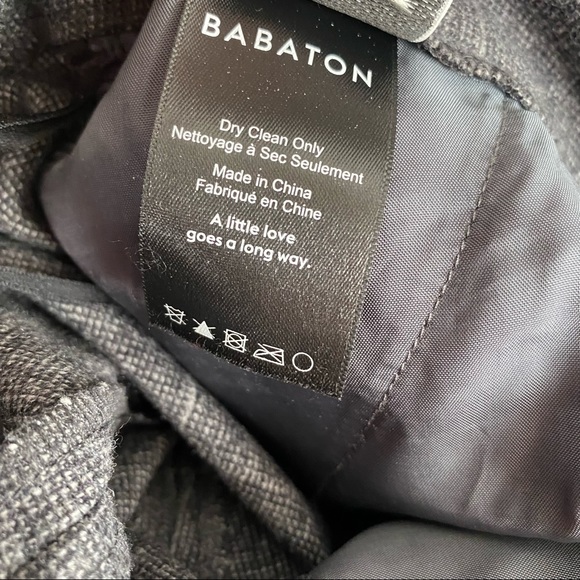 BABATON
Dry Clean Only
Nettoyage à Sec Seulement
Made in China
Fabriqué en Chine
A little love
goes a long way.